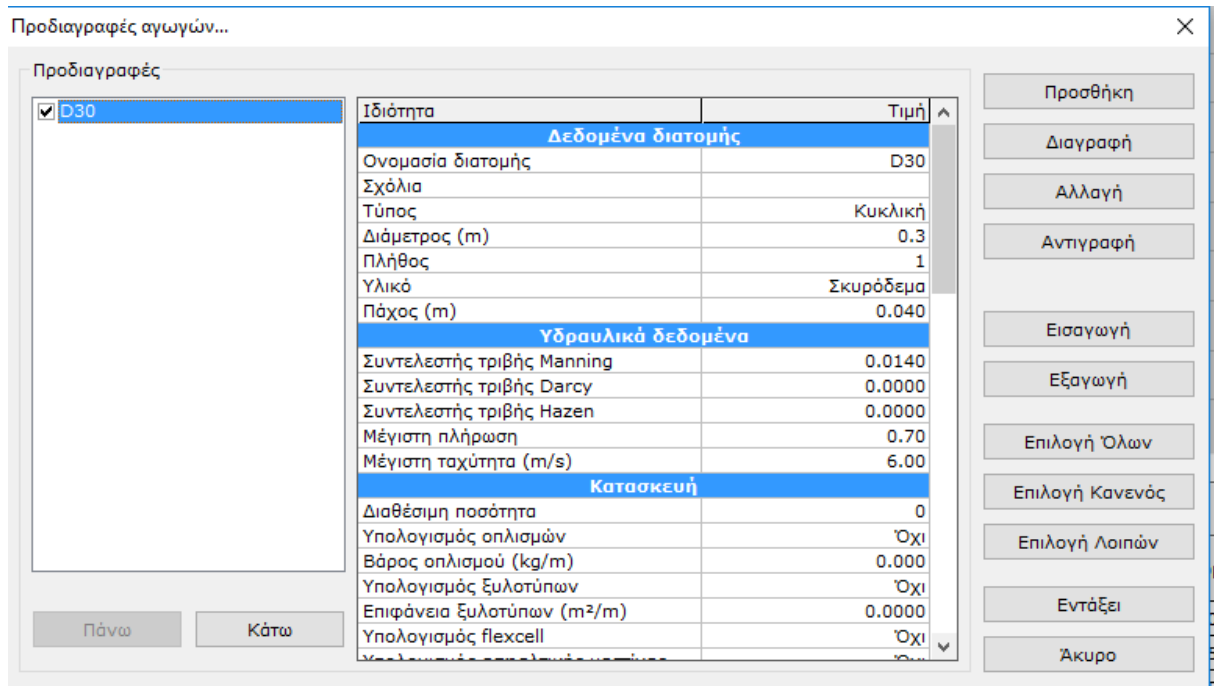 Προδιαγραφές αγωγών...
Προδιαγραφές
D30
Ιδιότητα Τιμή
Δεδομένα διατομής
Ονομασία διατομής D30
Σχόλια
Τύπος Κυκλική
Διάμετρος (m) 0.3
Πλήθος 1
Υλικό Σκυρόδεμα
Πάχος (m) 0.040
Υδραυλικά δεδομένα
Συντελεστής τριβής Manning 0.0140
Συντελεστής τριβής Darcy 0.0000
Συντελεστής τριβής Hazen 0.0000
Μέγιστη πλήρωση 0.70
Μέγιστη ταχύτητα (m/s) 6.00
Κατασκευή
Διαθέσιμη ποσότητα 0
Υπολογισμός οπλισμών Όχι
Βάρος οπλισμού (kg/m) 0.000
Υπολογισμός ξυλοτύπων Όχι
Επιφάνεια ξυλοτύπων (m²/m) 0.0000
Υπολογισμός flexcell Όχι
Πάνω
Κάτω
Προσθήκη
Διαγραφή
Αλλαγή
Αντιγραφή
Εισαγωγή
Εξαγωγή
Επιλογή Όλων
Επιλογή Κανενός
Επιλογή Λοιπών
Εντάξει
Άκυρο